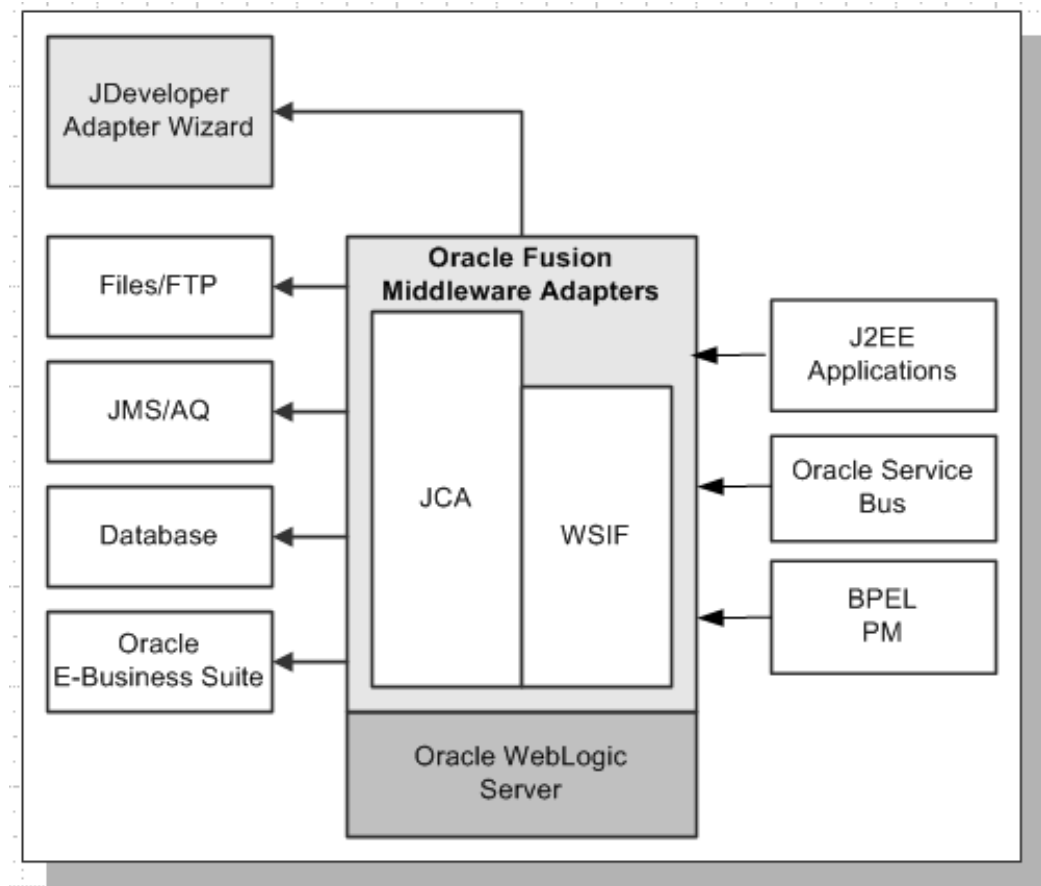 JDeveloper
Adapter Wizard
Files/FTP
JMS/AQ
Database
Oracle
E-Business Suite
Oracle Fusion
Middleware Adapters
JCA
WSIF
Oracle WebLogic
Server
J2EE
Applications
Oracle Service
Bus
BPEL
PM